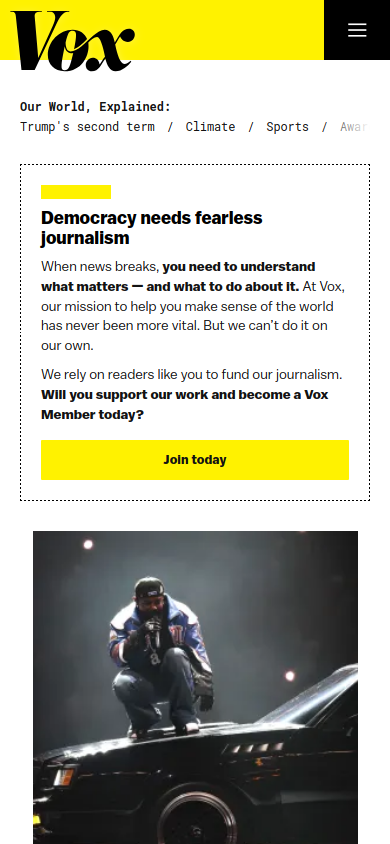 Vox
Our World, Explained:
Trump's second term / Climate / Sports / Awar
Democracy needs fearless
journalism
When news breaks, you need to understand
what matters — and what to do about it. At Vox,
our mission to help you make sense of the world
has never been more vital. But we can't do it on
our own.
We rely on readers like you to fund our journalism.
Will you support our work and become a Vox
Member today?
Join today